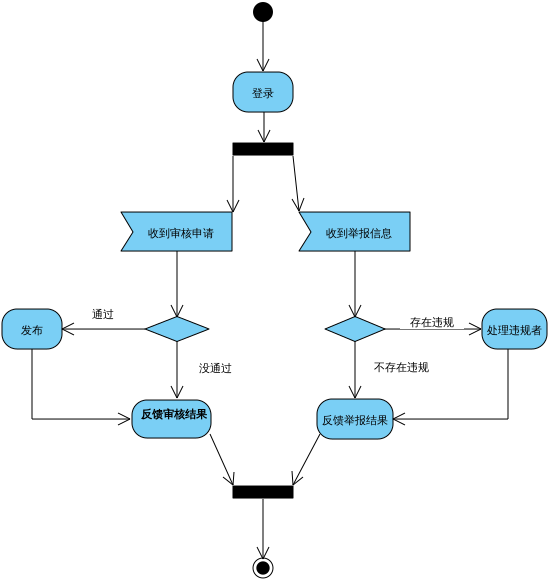 登录
收到审核申请
收到举报信息
通过
存在违规
发布
处理违规者
没通过
不存在违规
反馈审核结果
反馈举报结果